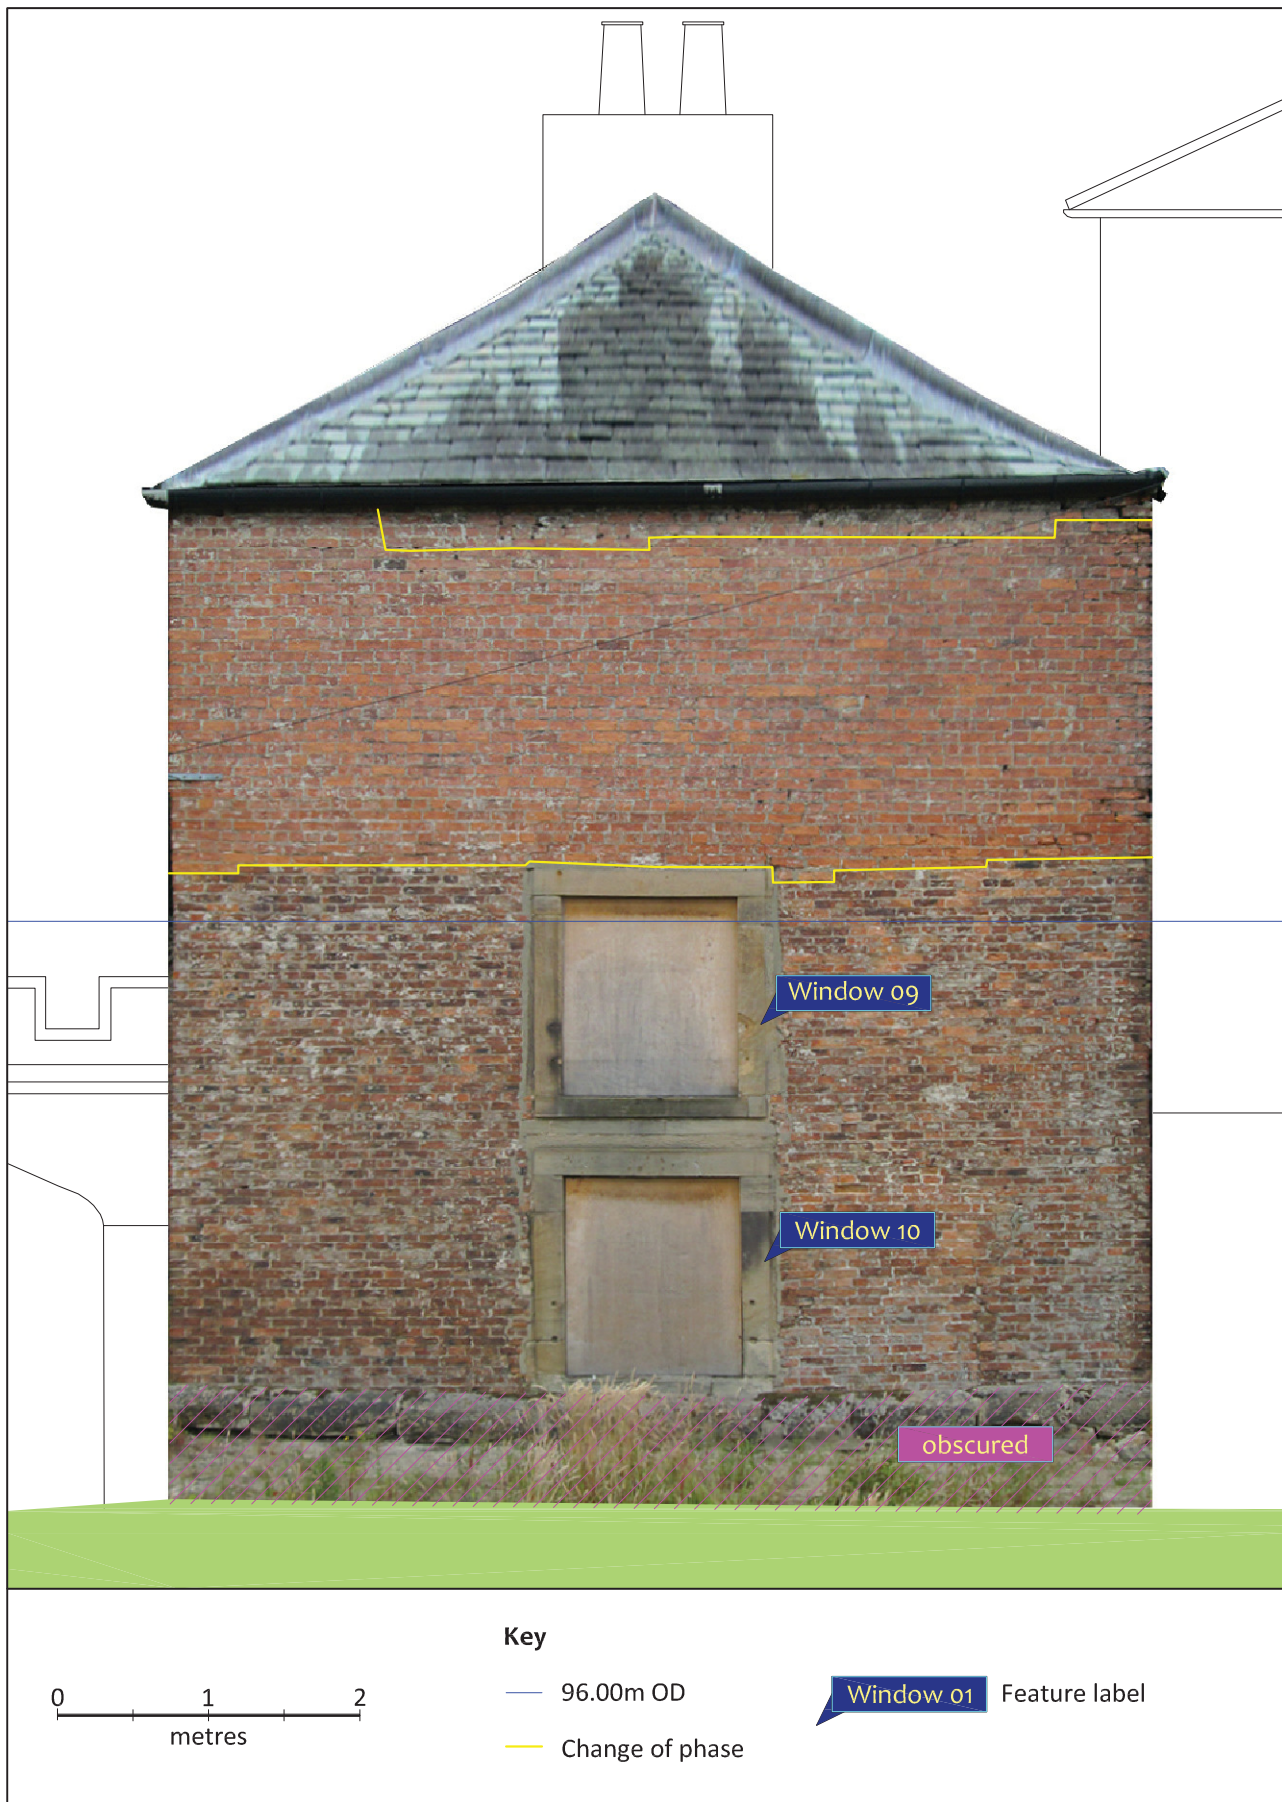 Window 09
Window 10
obscured
Key
0 1 2
metres
96.00m OD
Change of phase
Window 01 Feature label